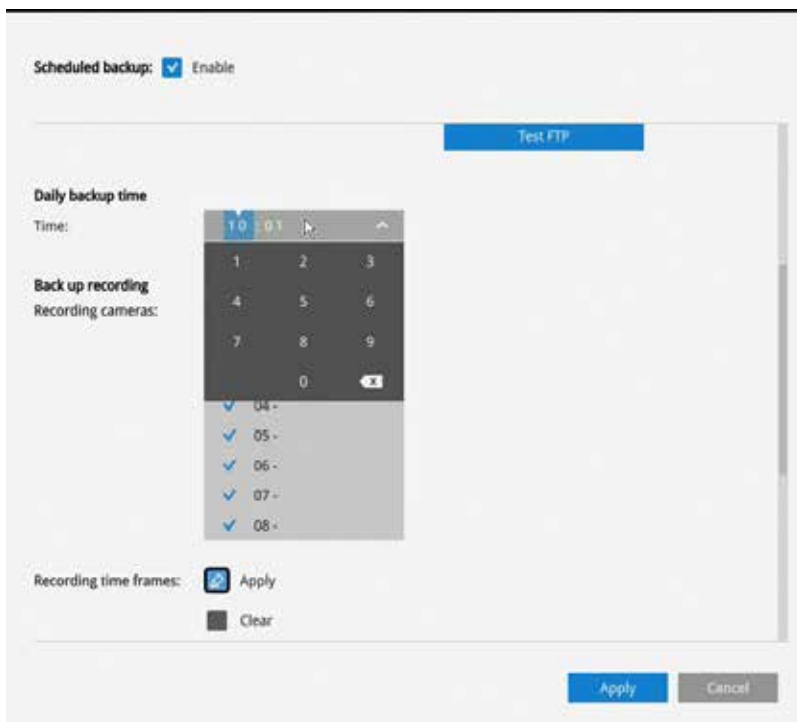 Scheduled backup: Enable
Test FTP
Daily backup time
Time: 10 : 01
1 2 3
Back up recording
4 5 6
Recording cameras:
7 8 9
0
04 -
05 -
06 -
07 -
08 -
Recording time frames: Apply
Clear
Apply Cancel